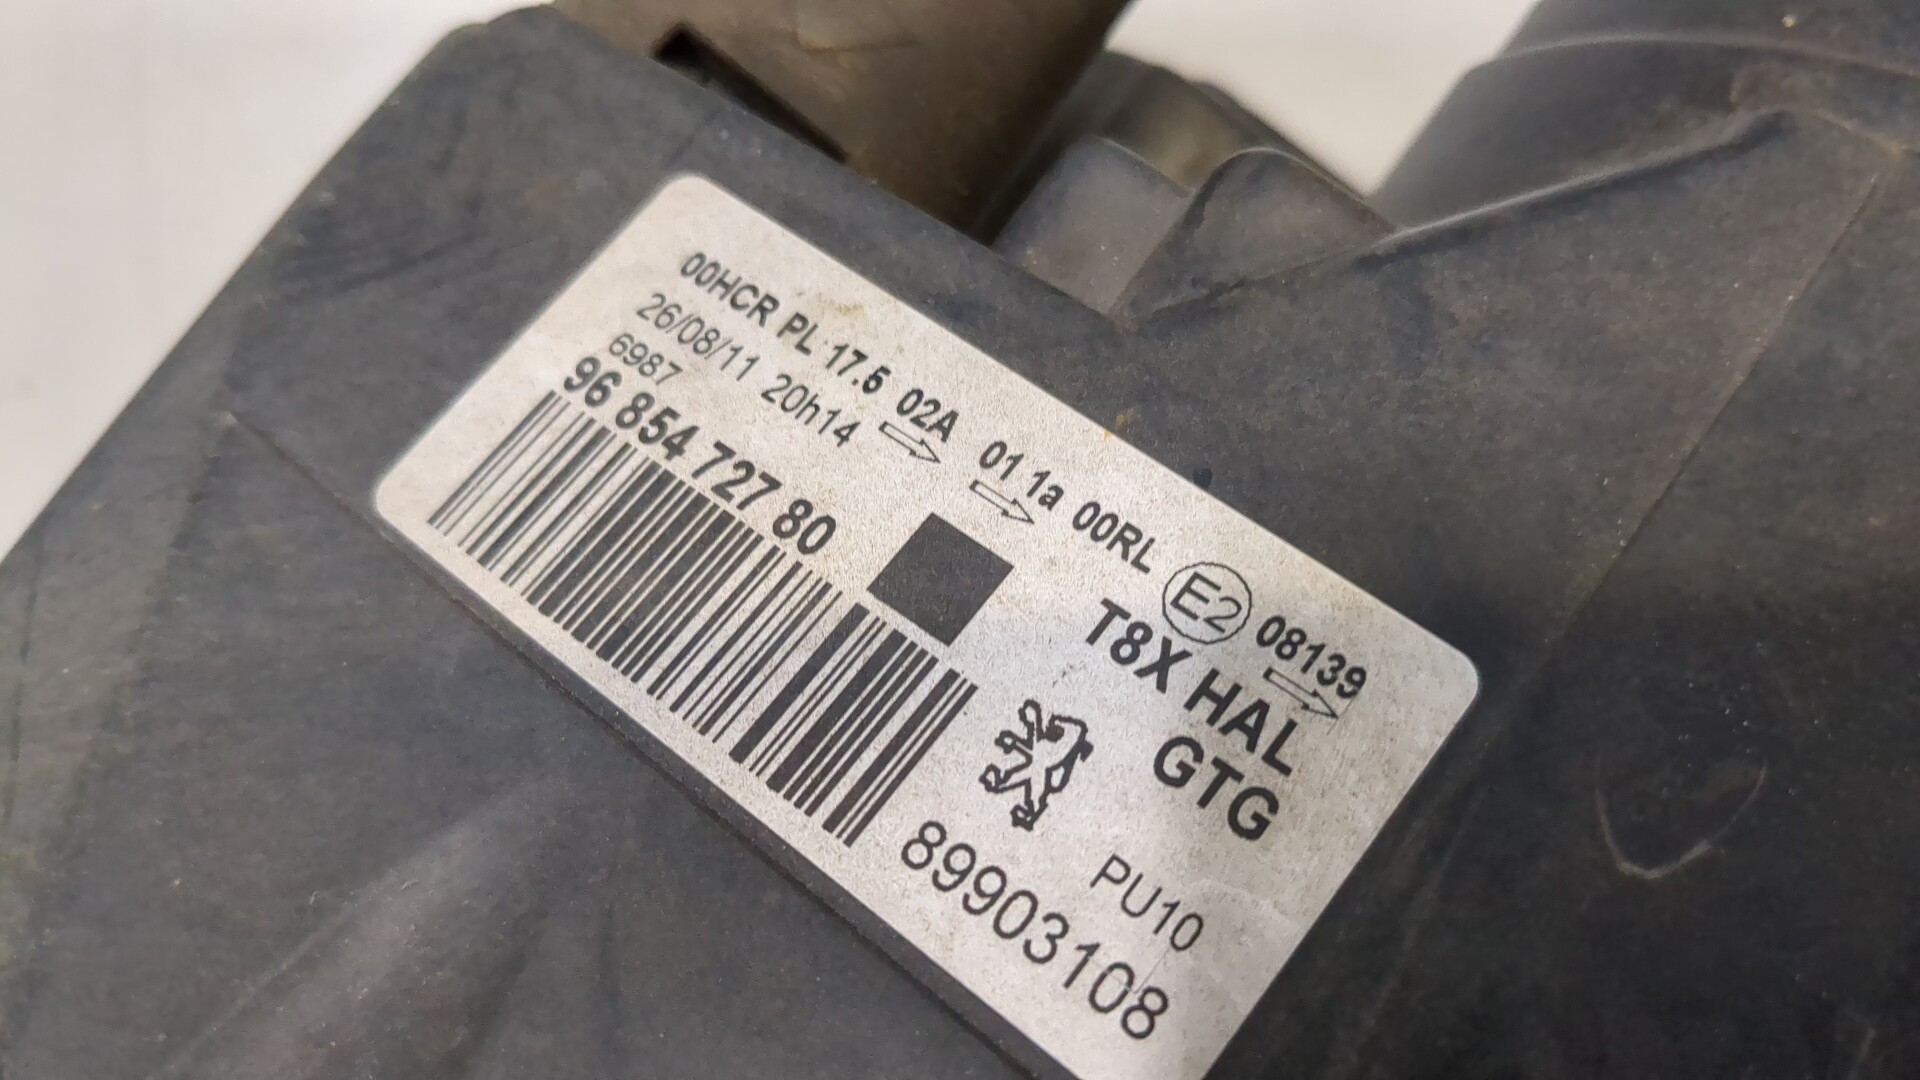 00HCR PL 17.5 02A 01 1a 00RL E2 08139
26/08/11 20h14
6987
96 854 727 80
T8X HAL
GTG
PU10
89903108